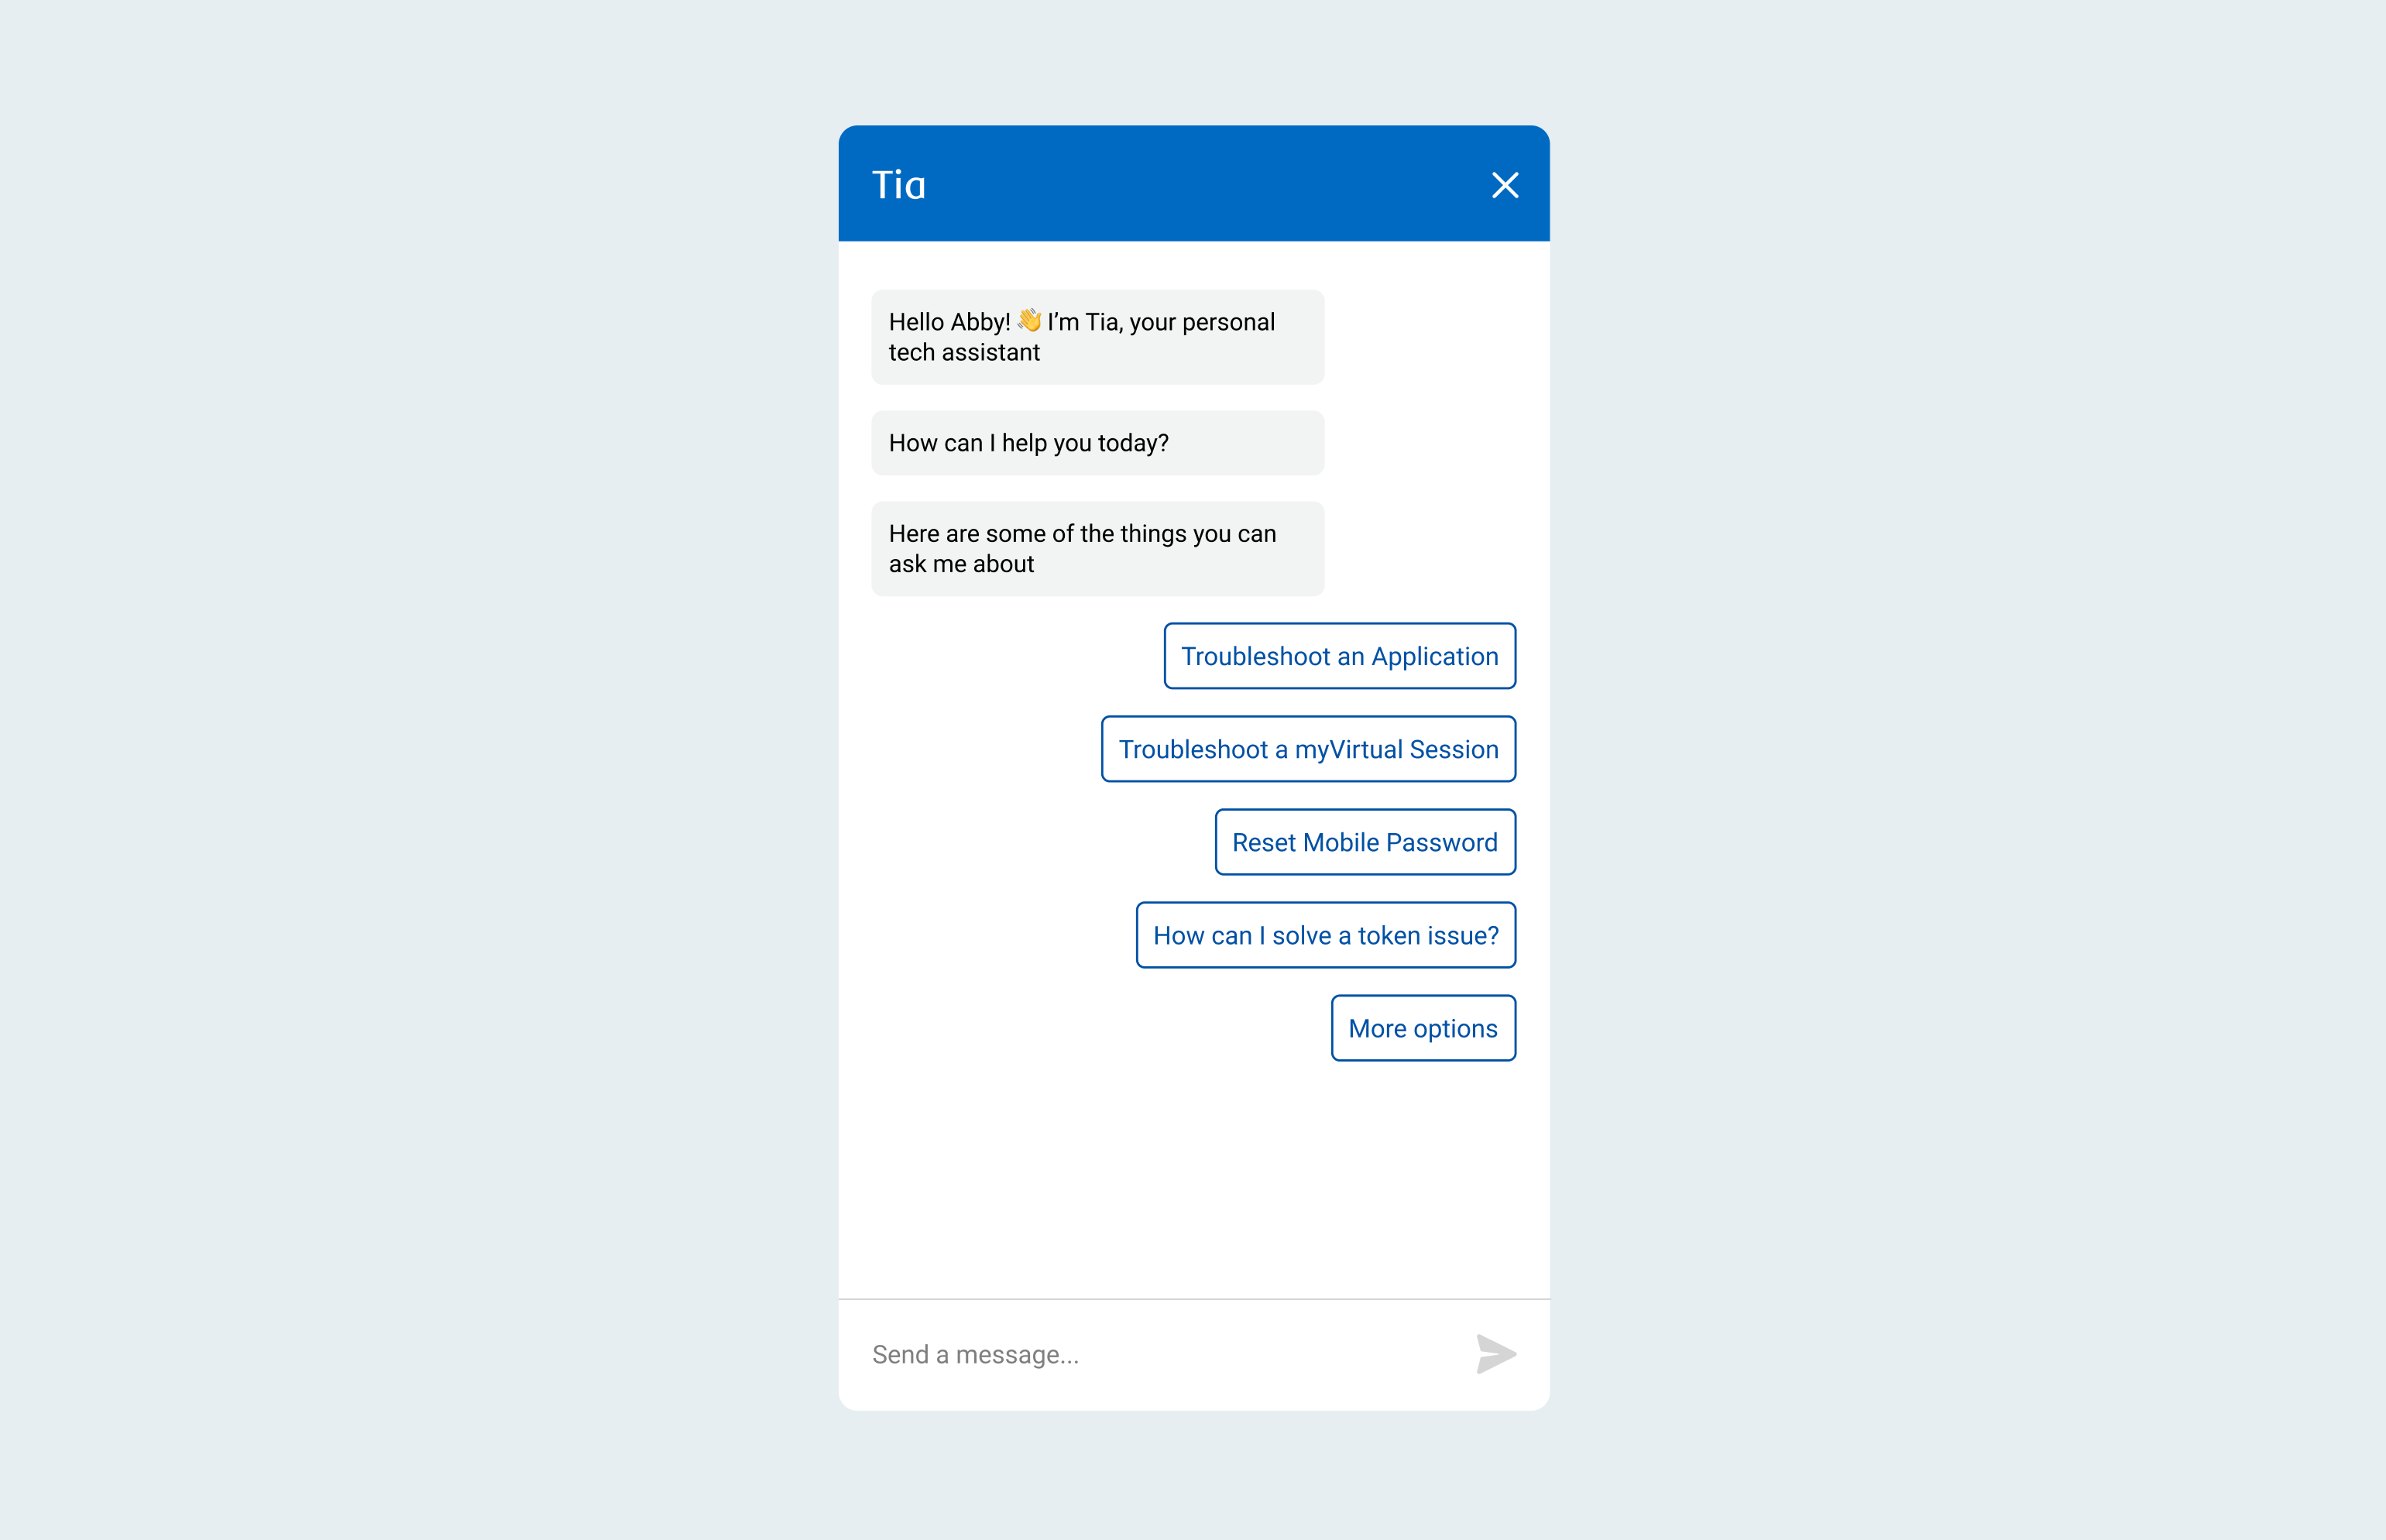 Tia
Hello Abby! 👋 I’m Tia, your personal
tech assistant
How can I help you today?
Here are some of the things you can
ask me about
Troubleshoot an Application
Troubleshoot a myVirtual Session
Reset Mobile Password
How can I solve a token issue?
More options
Send a message...